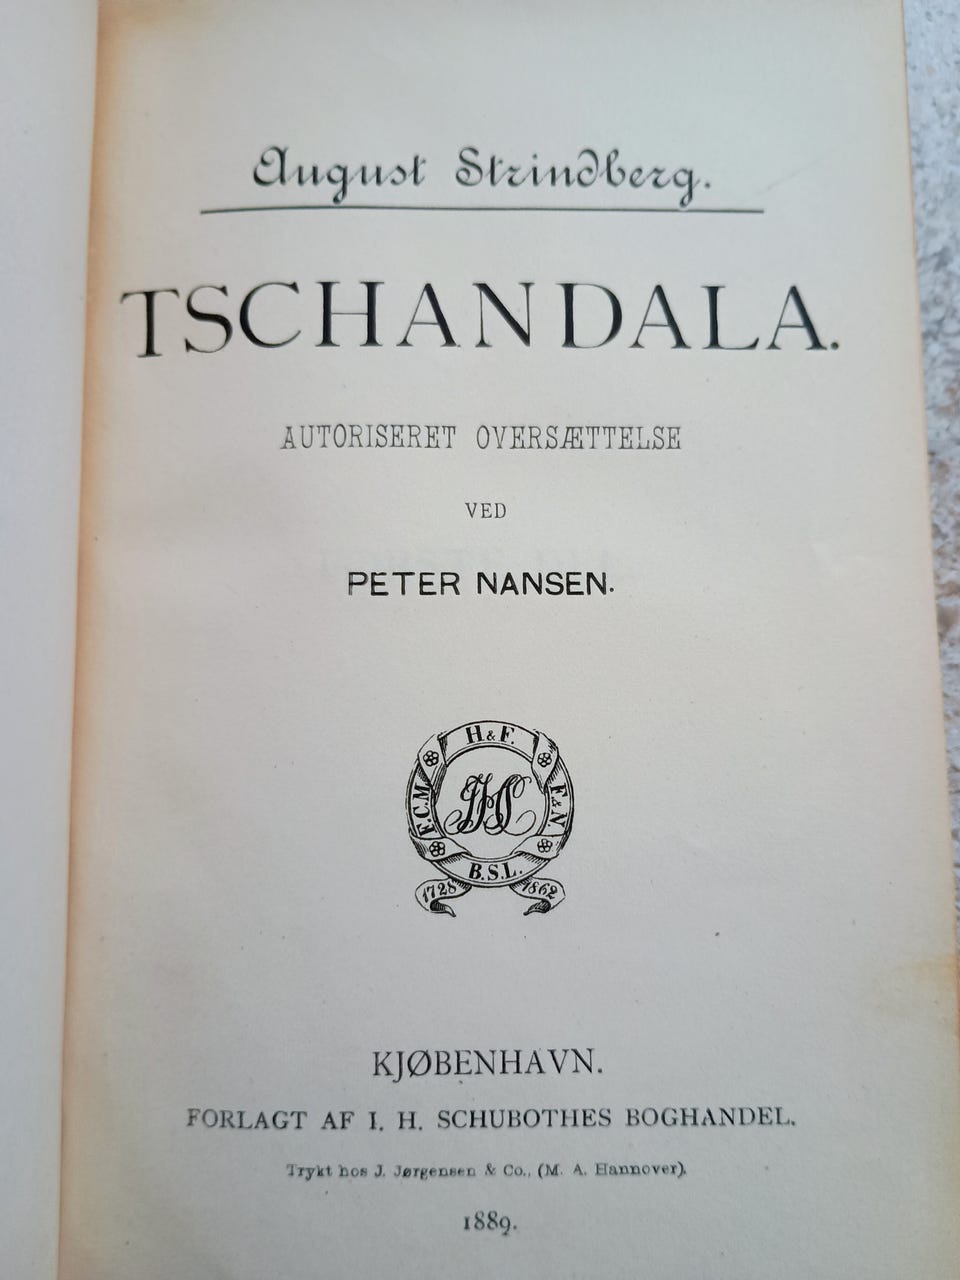 August Strindberg.
TSCHANDALA.
AUTORISERET OVERSÆTTELSE
VED
PETER NANSEN.
H & F.
F.C.M.
JHS
F & N.
B.S.L.
1728 1862
KJØBENHAVN.
FORLAGT AF I. H. SCHUBOTHES BOGHANDEL.
Trykt hos J. Jørgensen & Co., (M. A. Hannover).
1889.